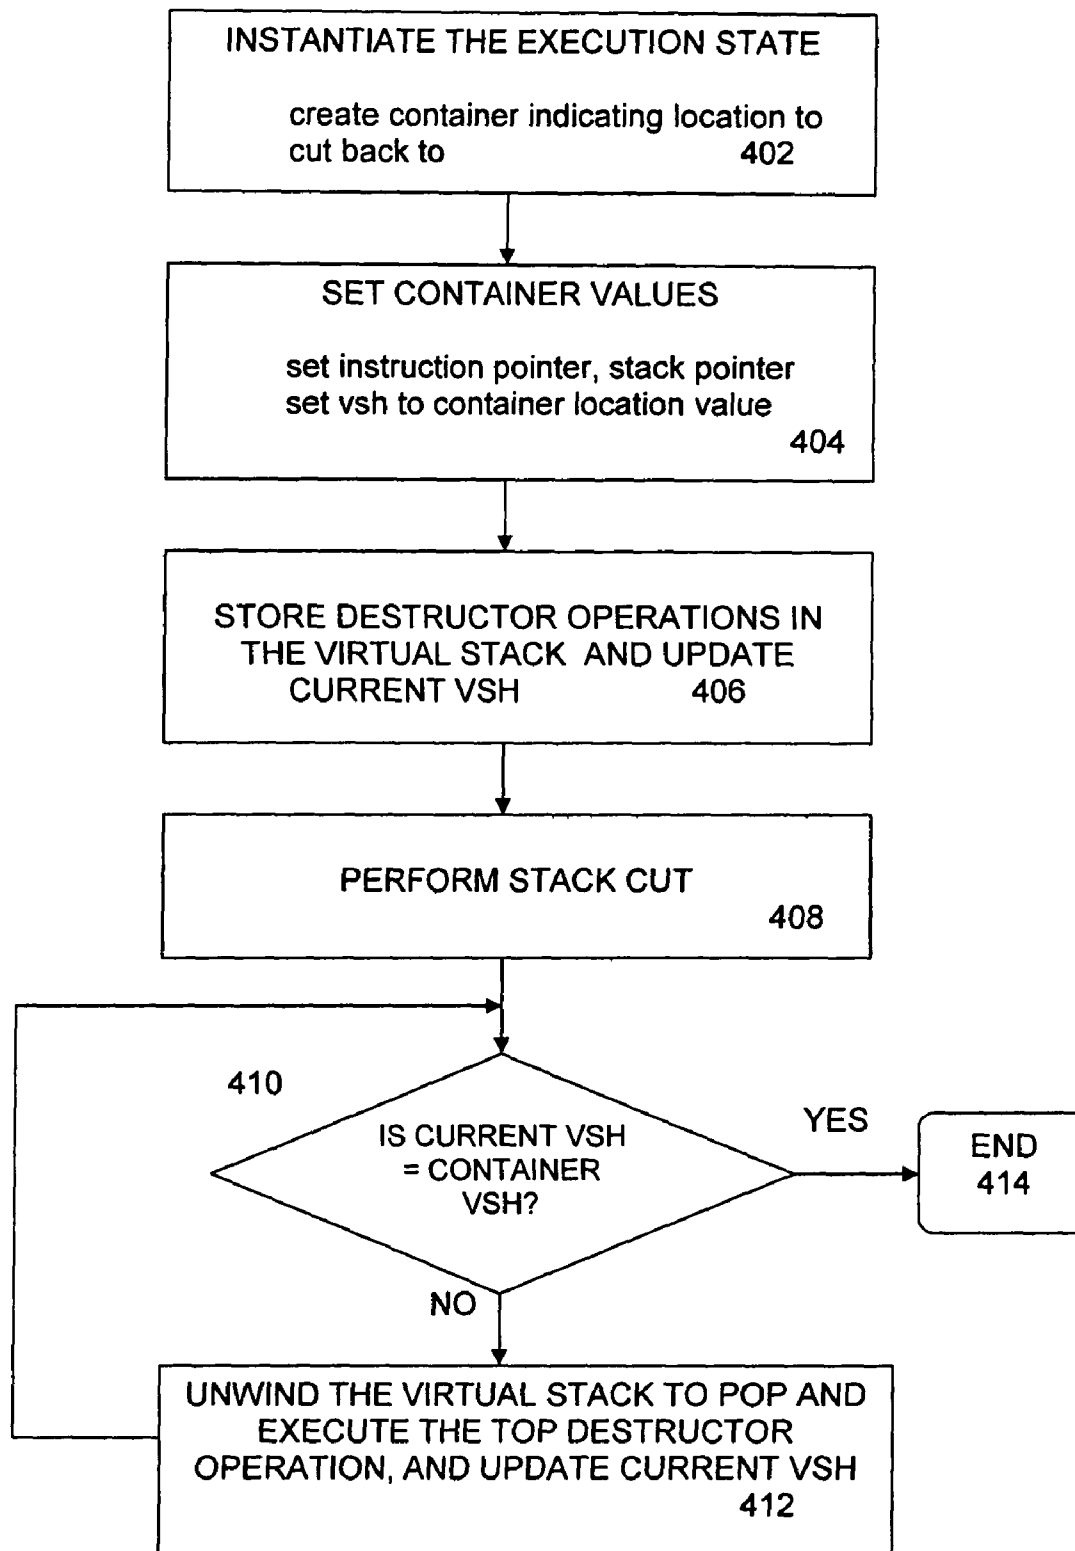 INSTANTIATE THE EXECUTION STATE
create container indicating location to
cut back to 402
SET CONTAINER VALUES
set instruction pointer, stack pointer
set vsh to container location value
404
STORE DESTRUCTOR OPERATIONS IN
THE VIRTUAL STACK AND UPDATE
CURRENT VSH 406
PERFORM STACK CUT
408
410
IS CURRENT VSH
= CONTAINER
VSH?
YES
END
414
NO
UNWIND THE VIRTUAL STACK TO POP AND
EXECUTE THE TOP DESTRUCTOR
OPERATION, AND UPDATE CURRENT VSH
412